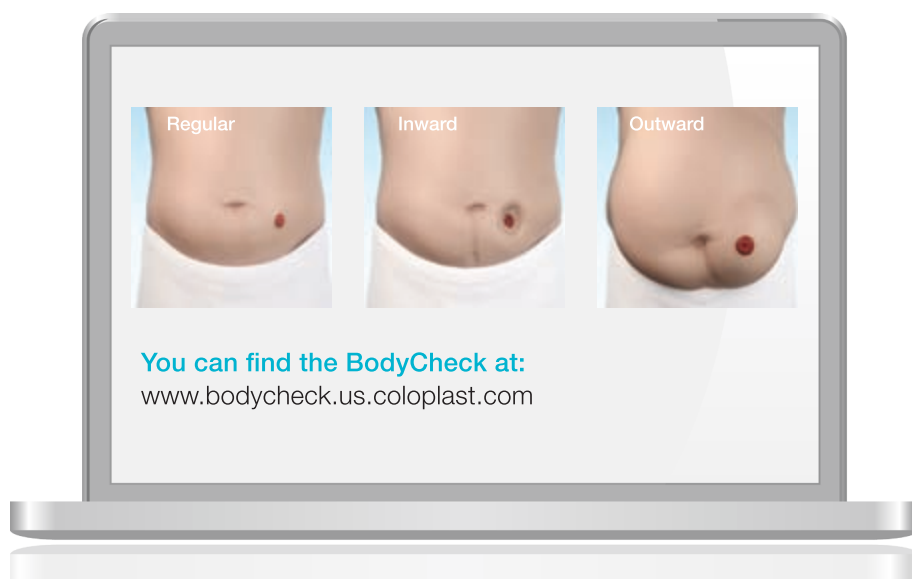 Regular
Inward
Outward
You can find the BodyCheck at:
www.bodycheck.us.coloplast.com